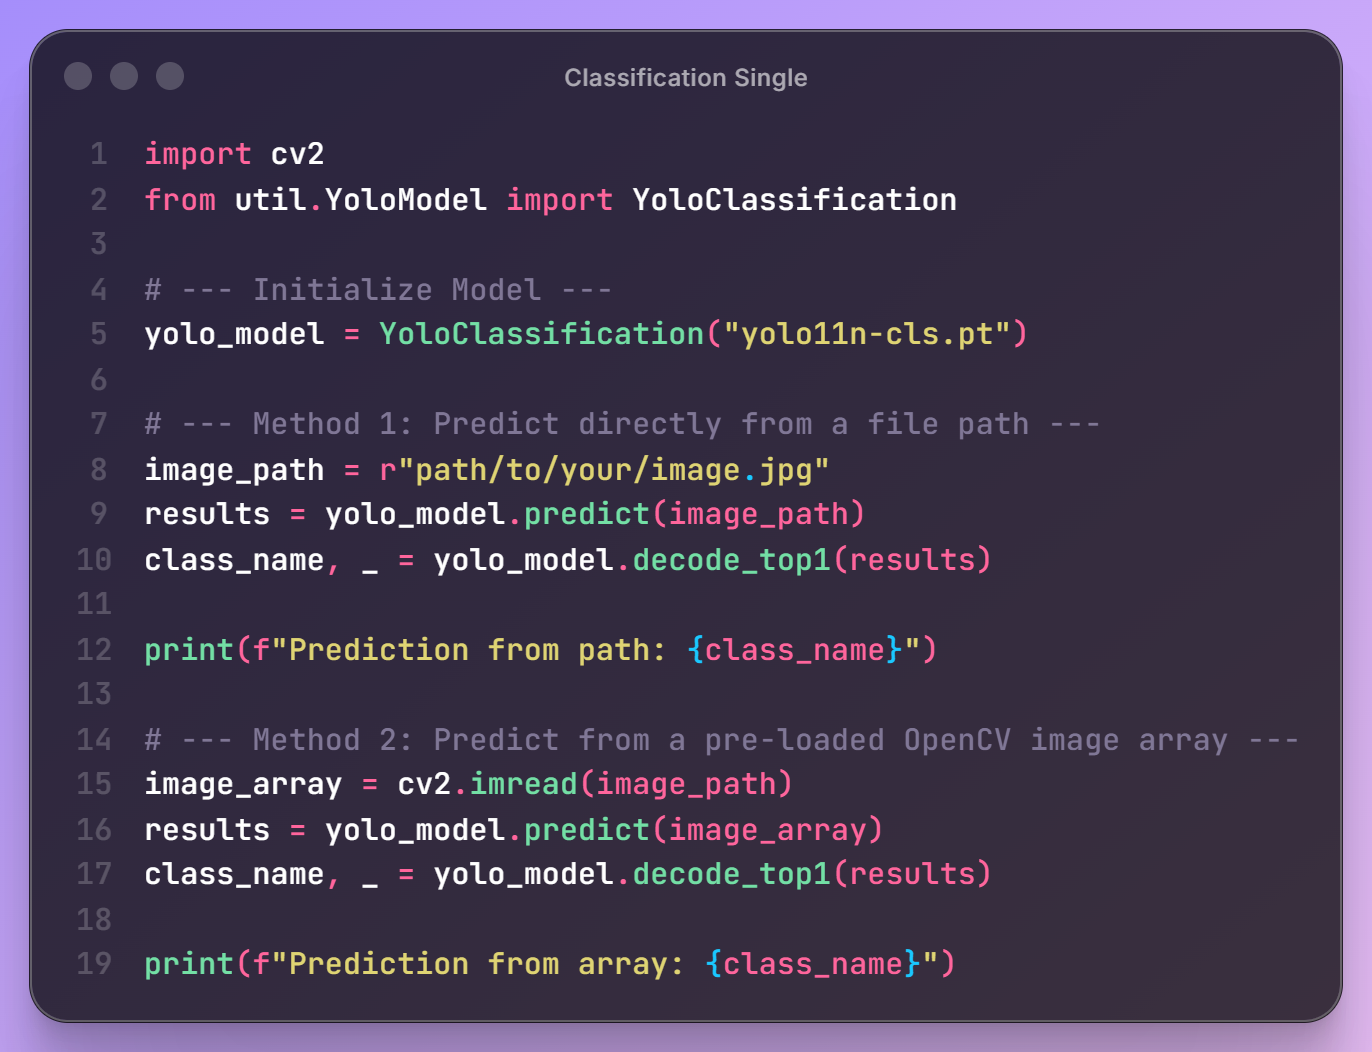 Classification Single
1 import cv2
2 from util.YoloModel import YoloClassification
3
4 # --- Initialize Model ---
5 yolo_model = YoloClassification("yolo11n-cls.pt")
6
7 # --- Method 1: Predict directly from a file path ---
8 image_path = r"path/to/your/image.jpg"
9 results = yolo_model.predict(image_path)
10 class_name, _ = yolo_model.decode_top1(results)
11
12 print(f"Prediction from path: {class_name}")
13
14 # --- Method 2: Predict from a pre-loaded OpenCV image array ---
15 image_array = cv2.imread(image_path)
16 results = yolo_model.predict(image_array)
17 class_name, _ = yolo_model.decode_top1(results)
18
19 print(f"Prediction from array: {class_name}")